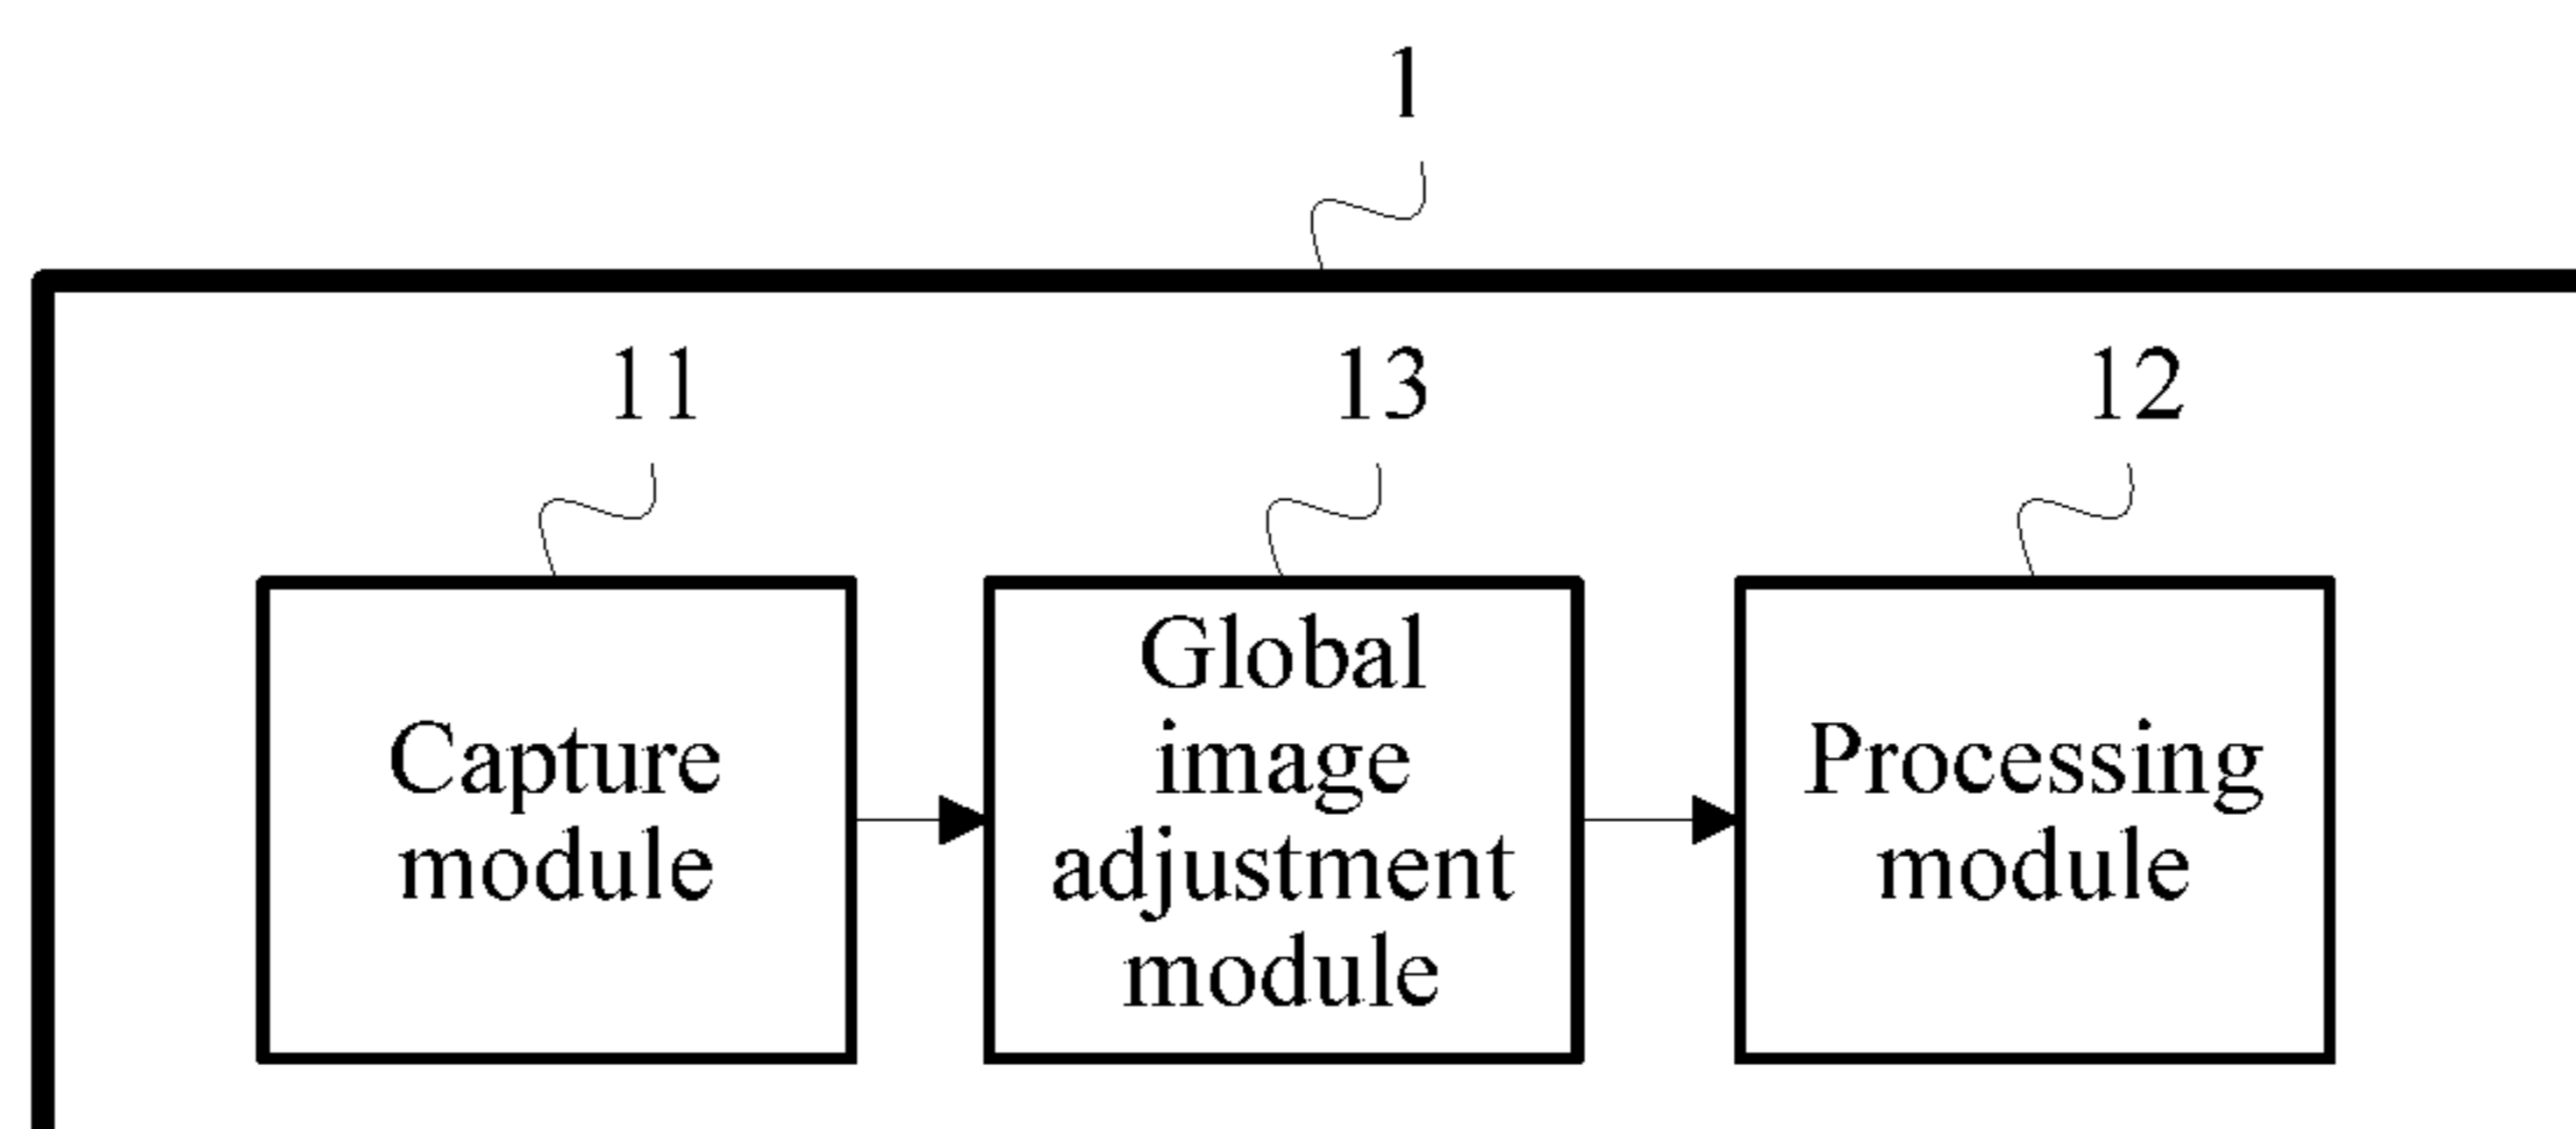 1
11
13
12
Capture
module
Global
image
adjustment
module
Processing
module